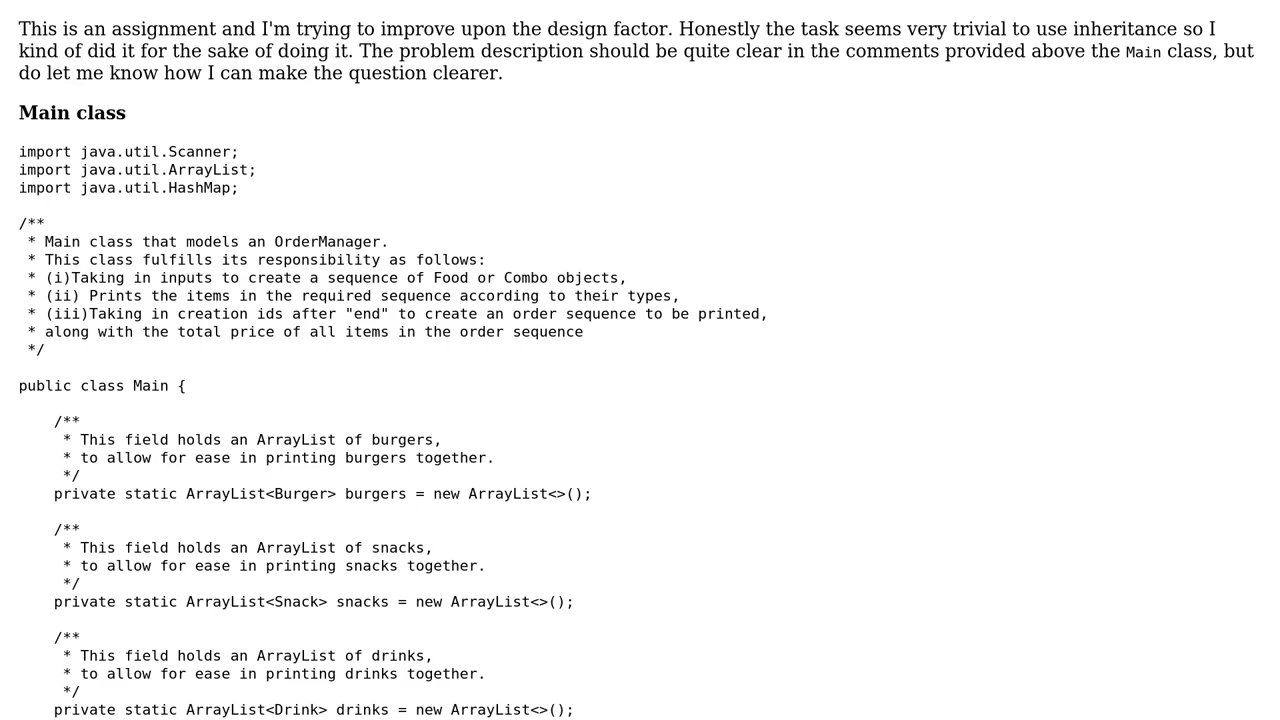 This is an assignment and I'm trying to improve upon the design factor. Honestly the task seems very trivial to use inheritance so I
kind of did it for the sake of doing it. The problem description should be quite clear in the comments provided above the Main class, but
do let me know how I can make the question clearer.
Main class
import java.util.Scanner;
import java.util.ArrayList;
import java.util.HashMap;
/**
 * Main class that models an OrderManager.
 * This class fulfills its responsibility as follows:
 * (i)Taking in inputs to create a sequence of Food or Combo objects,
 * (ii) Prints the items in the required sequence according to their types,
 * (iii)Taking in creation ids after "end" to create an order sequence to be printed,
 * along with the total price of all items in the order sequence
 */
public class Main {
    /**
     * This field holds an ArrayList of burgers,
     * to allow for ease in printing burgers together.
     */
    private static ArrayList<Burger> burgers = new ArrayList<>();
    /**
     * This field holds an ArrayList of snacks,
     * to allow for ease in printing snacks together.
     */
    private static ArrayList<Snack> snacks = new ArrayList<>();
    /**
     * This field holds an ArrayList of drinks,
     * to allow for ease in printing drinks together.
     */
    private static ArrayList<Drink> drinks = new ArrayList<>();